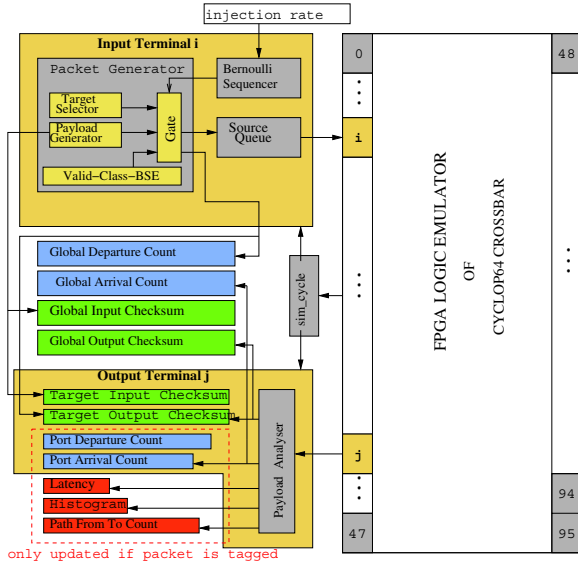 injection rate
Input Terminal i
Packet Generator
Bernoulli
Sequencer
Target
Selector
Payload
Generator
Gate
Source
Queue
Valid-Class-BSE
Global Departure Count
Global Arrival Count
Global Input Checksum
Global Output Checksum
sim_cycle
Output Terminal j
Target Input Checksum
Target Output Checksum
Port Departure Count
Port Arrival Count
Latency
Histogram
Path From To Count
Payload Analyser
only updated if packet is tagged
0
i
j
47
FPGA LOGIC EMULATOR
OF
CYCLOP64 CROSSBAR
48
94
95